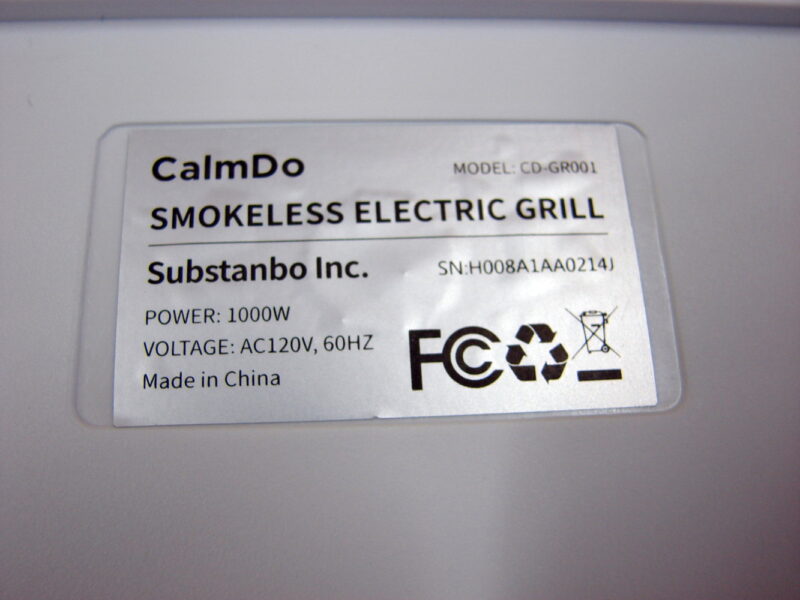 CalmDo MODEL: CD-GR001
SMOKELESS ELECTRIC GRILL
Substanbo Inc. SN:H008A1AA0214J
POWER: 1000W
VOLTAGE: AC120V, 60HZ
Made in China
FC